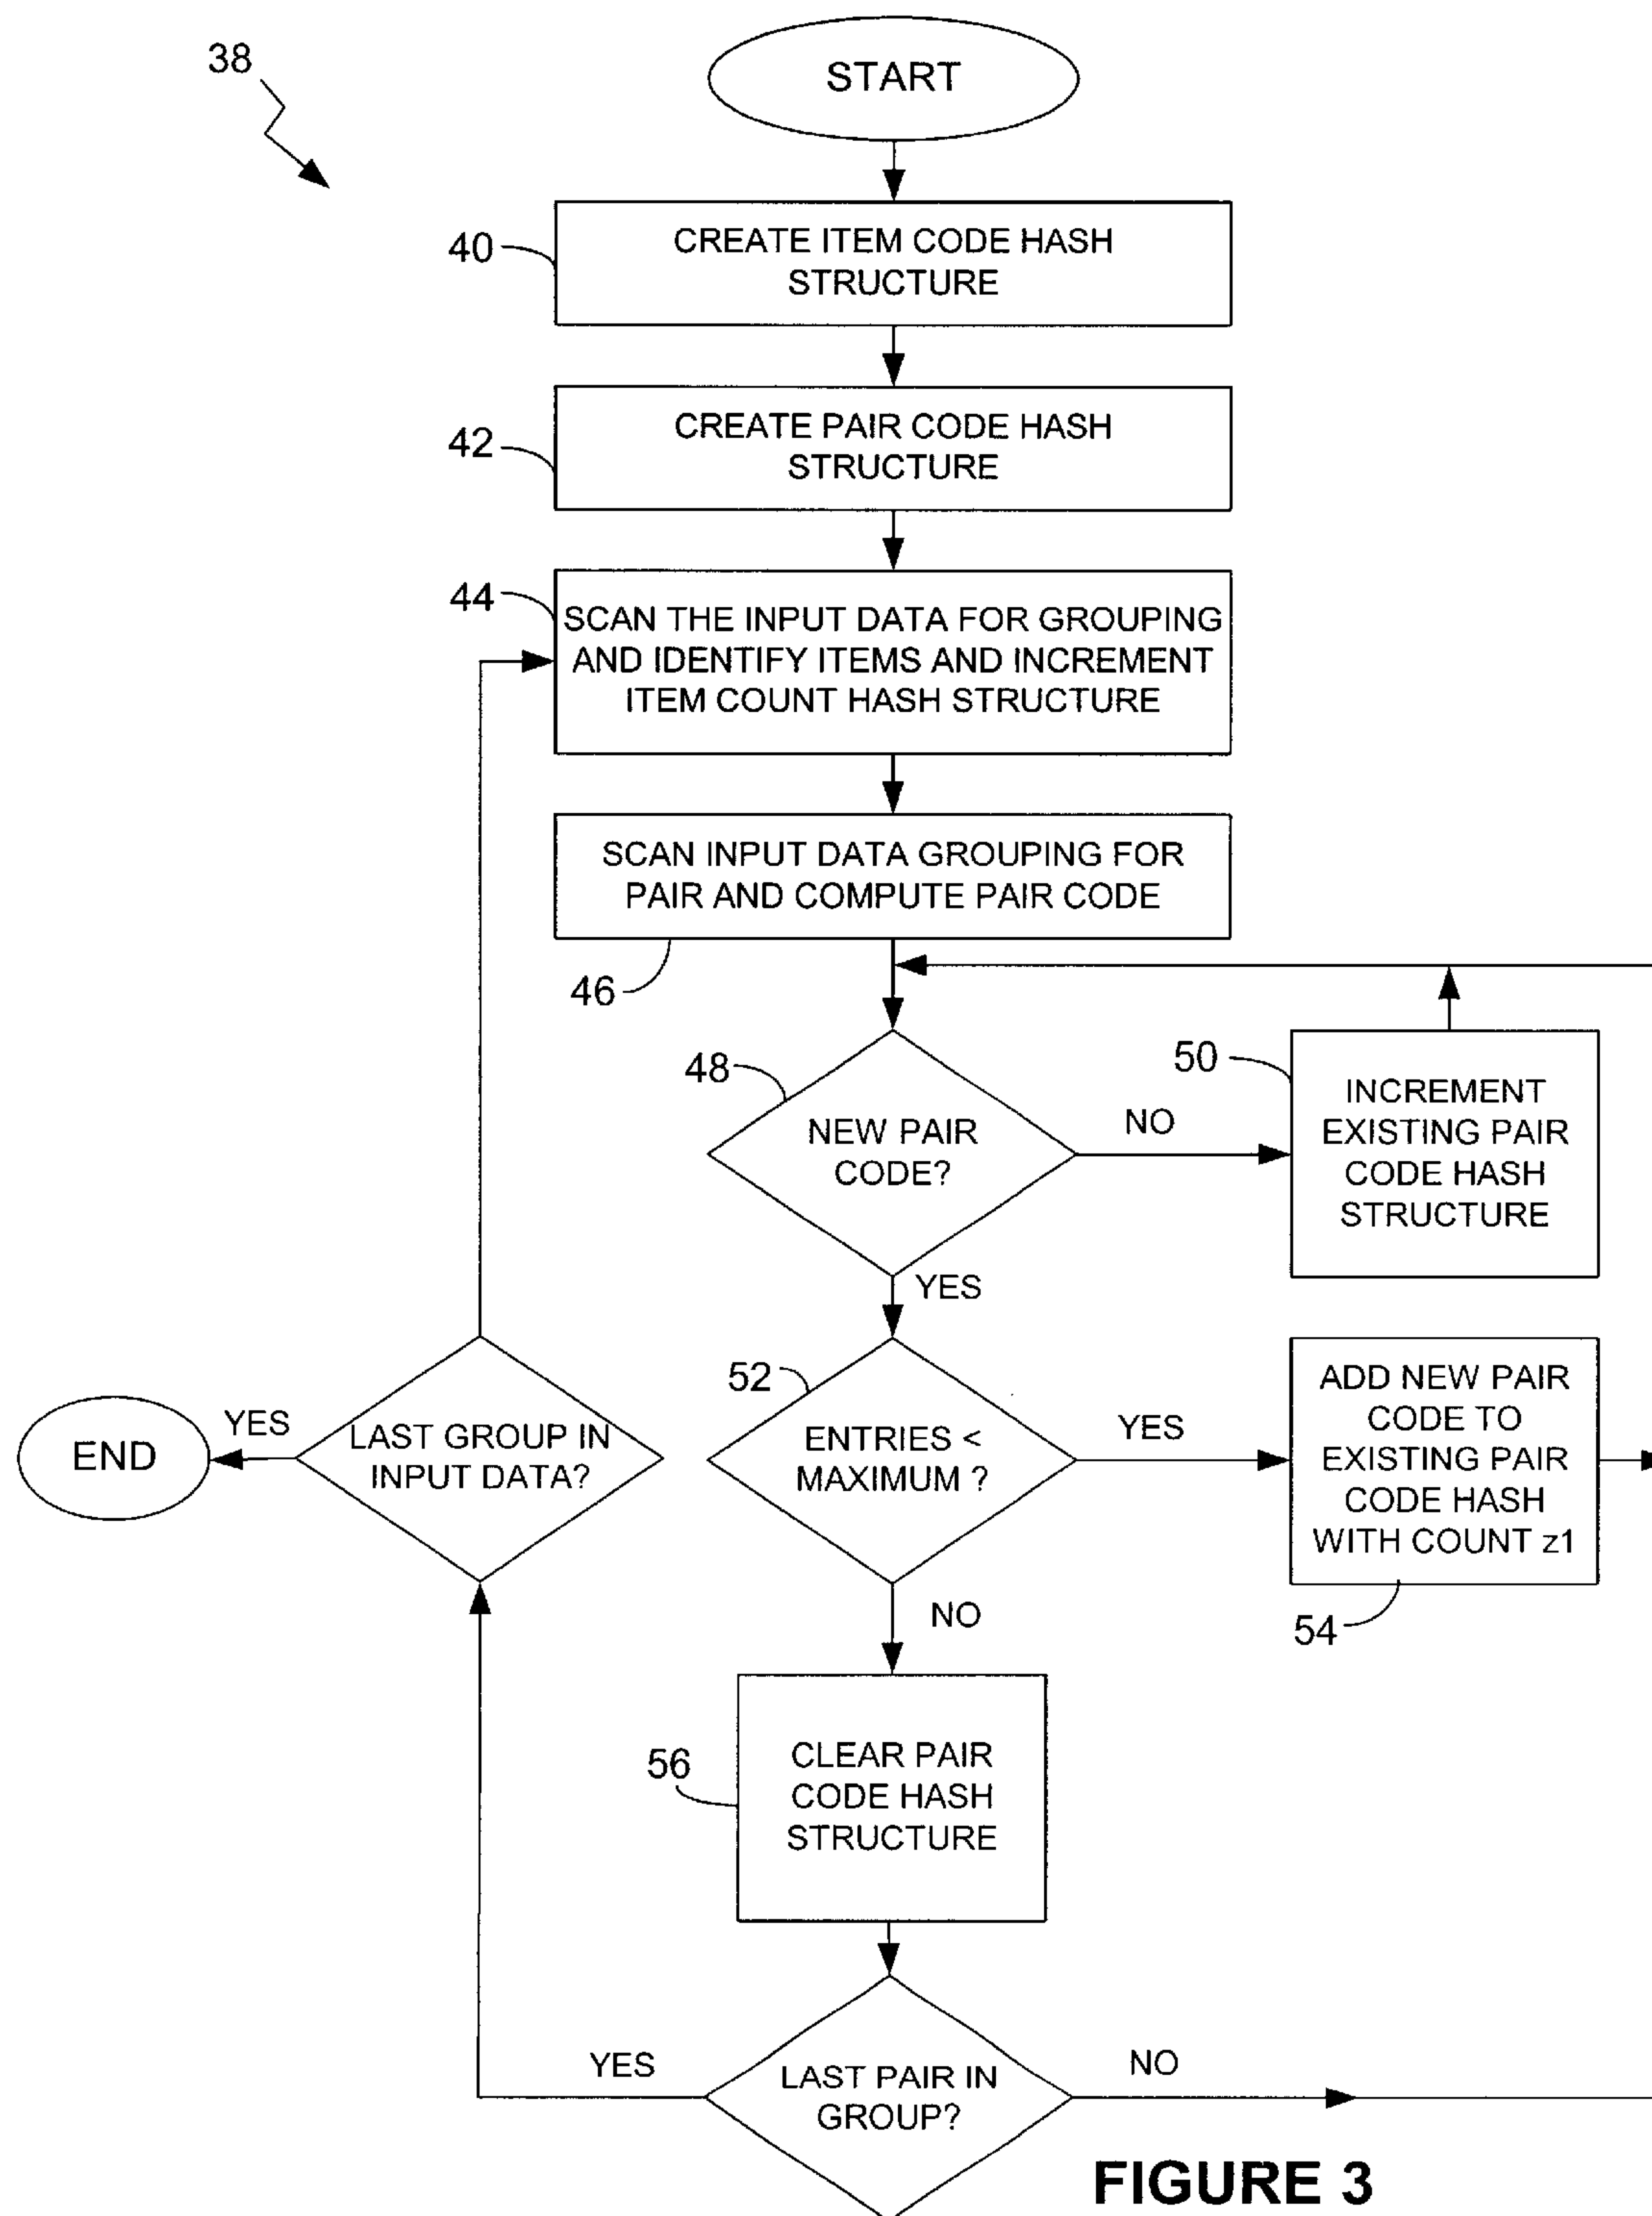 38
START
40
CREATE ITEM CODE HASH
STRUCTURE
42
CREATE PAIR CODE HASH
STRUCTURE
44
SCAN THE INPUT DATA FOR GROUPING
AND IDENTIFY ITEMS AND INCREMENT
ITEM COUNT HASH STRUCTURE
SCAN INPUT DATA GROUPING FOR
PAIR AND COMPUTE PAIR CODE
46
48
NEW PAIR
CODE?
NO
50
INCREMENT
EXISTING PAIR
CODE HASH
STRUCTURE
YES
52
ENTRIES <
MAXIMUM ?
YES
ADD NEW PAIR
CODE TO
EXISTING PAIR
CODE HASH
WITH COUNT z1
54
END
YES
LAST GROUP IN
INPUT DATA?
NO
56
CLEAR PAIR
CODE HASH
STRUCTURE
YES
LAST PAIR IN
GROUP?
NO
FIGURE 3